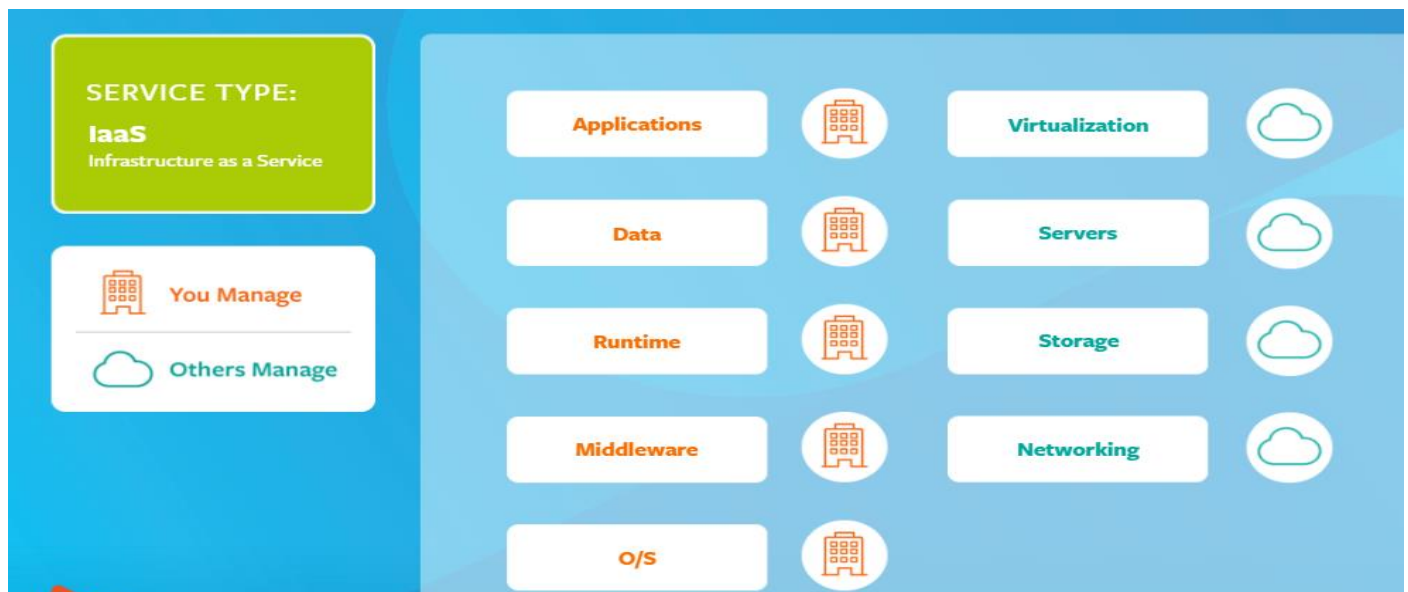 SERVICE TYPE:
IaaS
Infrastructure as a Service
You Manage
Others Manage
Applications
Virtualization
Data
Servers
Runtime
Storage
Middleware
Networking
O/S